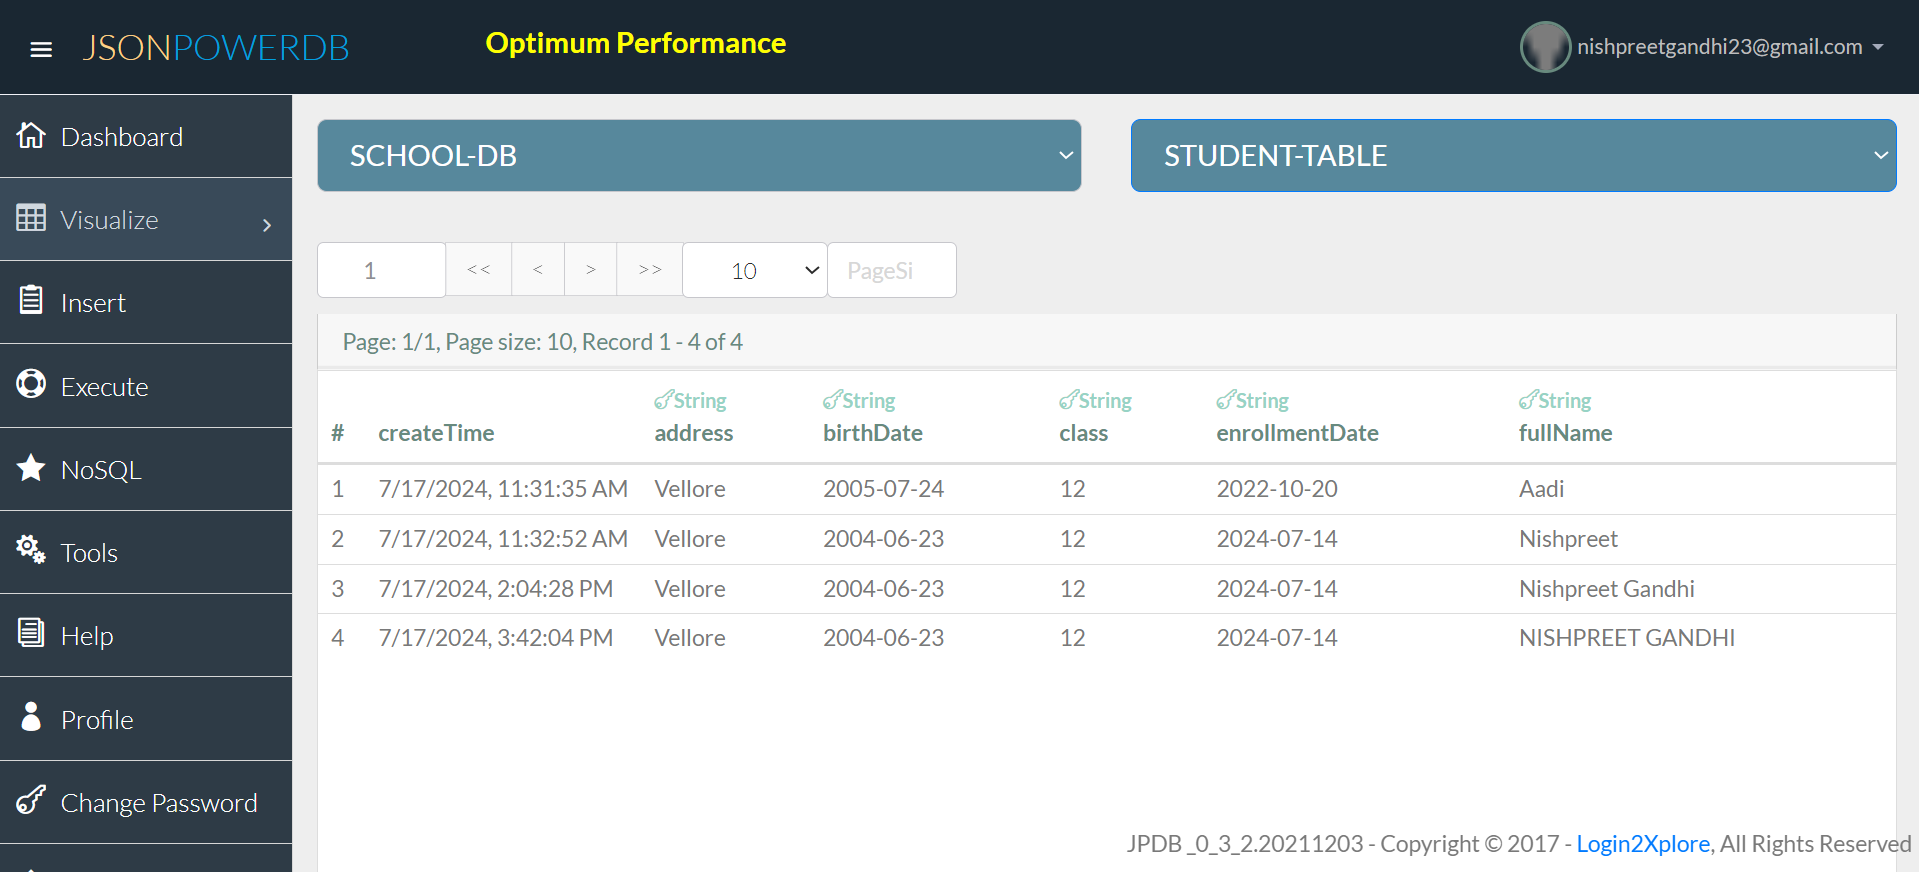 JSONPOWERDB
Optimum Performance
nishpreetgandhi23@gmail.com
Dashboard
Visualize
Insert
Execute
NoSQL
Tools
Help
Profile
Change Password
SCHOOL-DB
STUDENT-TABLE
1 << < > >> 10 PageSi
Page: 1/1, Page size: 10, Record 1 - 4 of 4
String String String String String
# createTime address birthDate class enrollmentDate fullName
1 7/17/2024, 11:31:35 AM Vellore 2005-07-24 12 2022-10-20 Aadi
2 7/17/2024, 11:32:52 AM Vellore 2004-06-23 12 2024-07-14 Nishpreet
3 7/17/2024, 2:04:28 PM Vellore 2004-06-23 12 2024-07-14 Nishpreet Gandhi
4 7/17/2024, 3:42:04 PM Vellore 2004-06-23 12 2024-07-14 NISHPREET GANDHI
JPDB _0_3_2.20211203 - Copyright © 2017 - Login2Xplore, All Rights Reserved